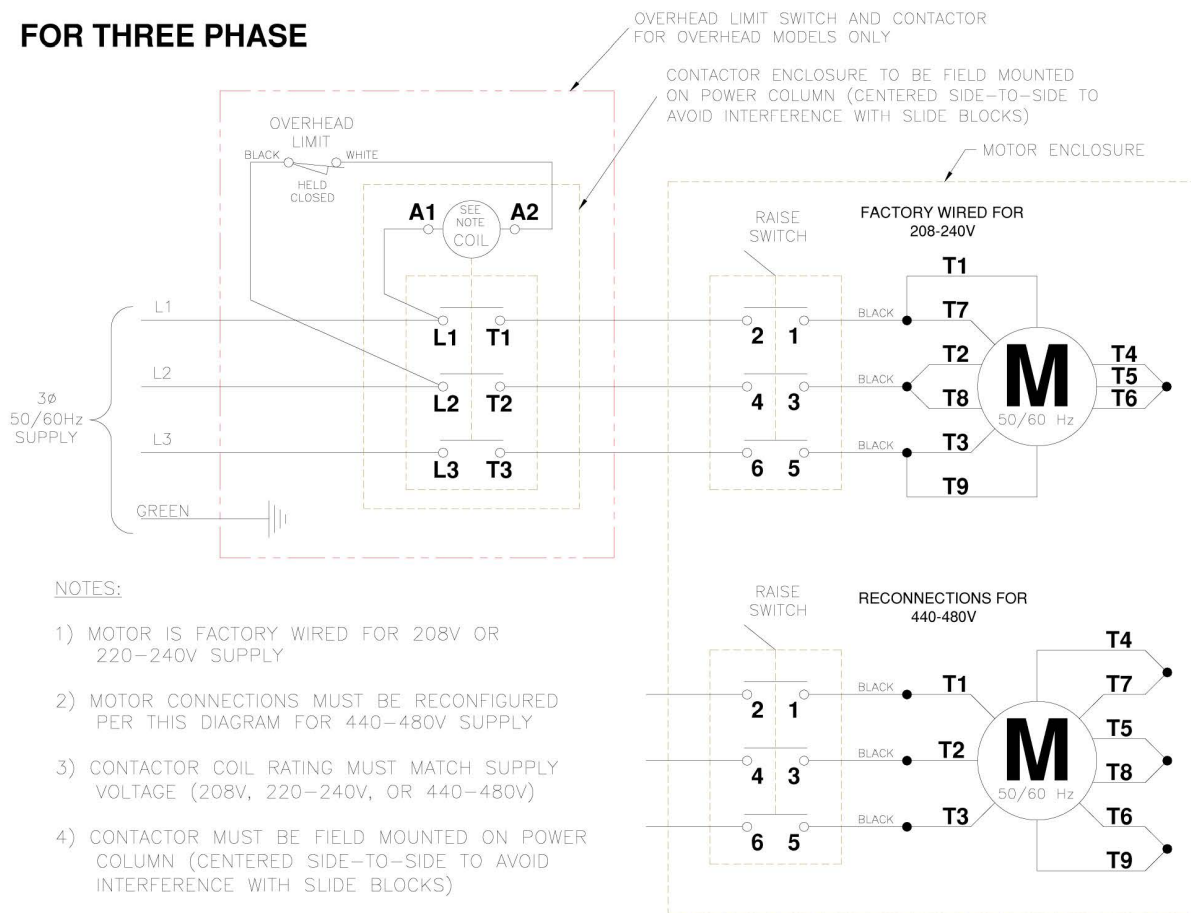 FOR THREE PHASE
OVERHEAD LIMIT SWITCH AND CONTACTOR
FOR OVERHEAD MODELS ONLY
CONTACTOR ENCLOSURE TO BE FIELD MOUNTED
ON POWER COLUMN (CENTERED SIDE-TO-SIDE TO
AVOID INTERFERENCE WITH SLIDE BLOCKS)
MOTOR ENCLOSURE
OVERHEAD
LIMIT
BLACK
WHITE
HELD
CLOSED
A1
SEE
NOTE
COIL
A2
RAISE
SWITCH
FACTORY WIRED FOR
208-240V
3ø
50/60Hz
SUPPLY
L1
L2
L3
GREEN
L1 T1
L2 T2
L3 T3
2 1
4 3
6 5
BLACK
BLACK
BLACK
T1
T7
T2
T8
T3
T9
M
50/60 Hz
T4
T5
T6
NOTES:
1) MOTOR IS FACTORY WIRED FOR 208V OR
220-240V SUPPLY
2) MOTOR CONNECTIONS MUST BE RECONFIGURED
PER THIS DIAGRAM FOR 440-480V SUPPLY
3) CONTACTOR COIL RATING MUST MATCH SUPPLY
VOLTAGE (208V, 220-240V, OR 440-480V)
4) CONTACTOR MUST BE FIELD MOUNTED ON POWER
COLUMN (CENTERED SIDE-TO-SIDE TO AVOID
INTERFERENCE WITH SLIDE BLOCKS)
RAISE
SWITCH
RECONNECTIONS FOR
440-480V
2 1
4 3
6 5
BLACK
BLACK
BLACK
T1
T2
T3
M
50/60 Hz
T4
T7
T5
T8
T6
T9